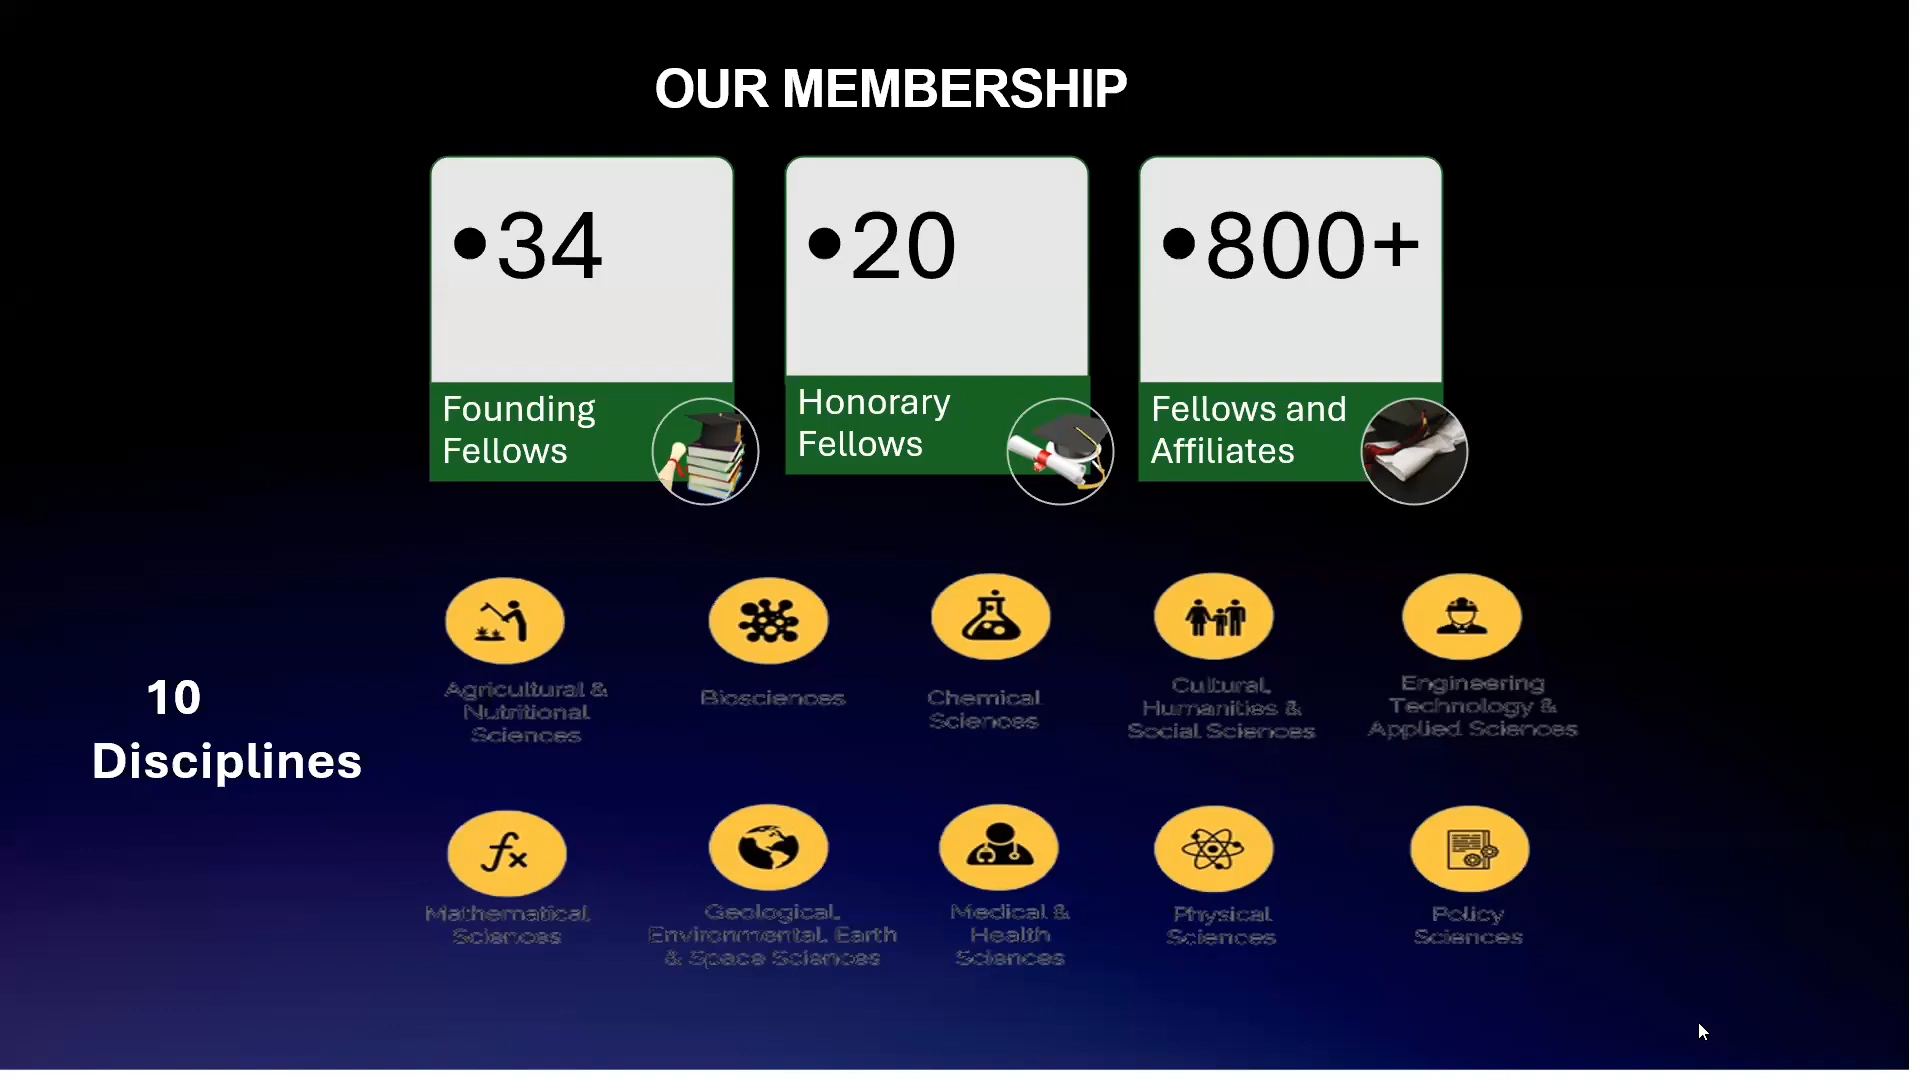 OUR MEMBERSHIP
•34
•20
•800+
Founding
Fellows
Honorary
Fellows
Fellows and
Affiliates
10
Disciplines
Agricultural &
Nutritional
Sciences
Biosciences
Chemical
Sciences
Cultural,
Humanities &
Social Sciences
Engineering
Technology &
Applied Sciences
Mathematical
Sciences
Geological,
Environmental, Earth
& Space Sciences
Medical &
Health
Sciences
Physical
Sciences
Policy
Sciences